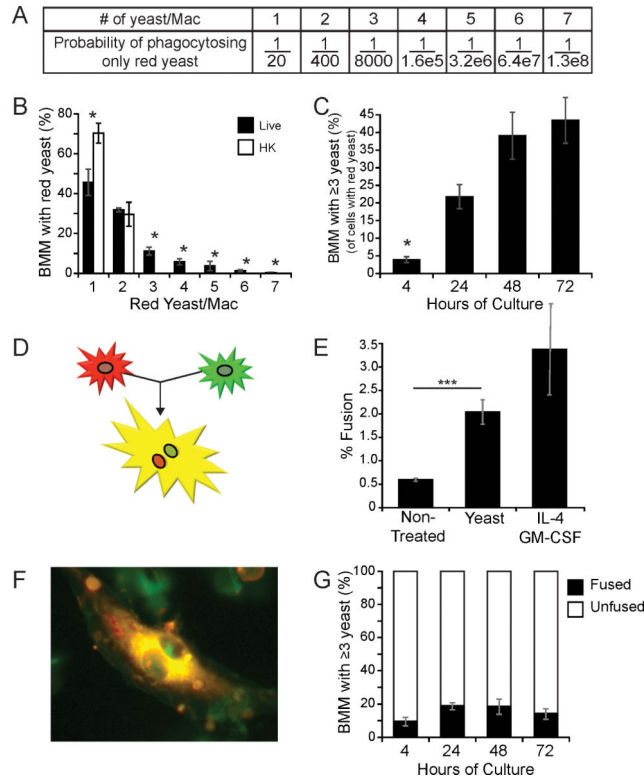 A
# of yeast/Mac 1 2 3 4 5 6 7
Probability of phagocytosing
only red yeast
1/20 1/400 1/8000 1/1.6e5 1/3.2e6 1/6.4e7 1/1.3e8
B
BMM with red yeast (%)
80
60
40
20
0
* * * * * *
Live
HK
1 2 3 4 5 6 7
Red Yeast/Mac
C
BMM with ≥3 yeast (%)
(of cells with red yeast)
45
40
35
30
25
20
15
10
5
0
*
4 24 48 72
Hours of Culture
D
E
% Fusion
3.5
3.0
2.5
2.0
1.5
1.0
0.5
0
***
Non-
Treated
Yeast
IL-4
GM-CSF
F
G
BMM with ≥3 yeast (%)
100
80
60
40
20
0
Fused
Unfused
4 24 48 72
Hours of Culture